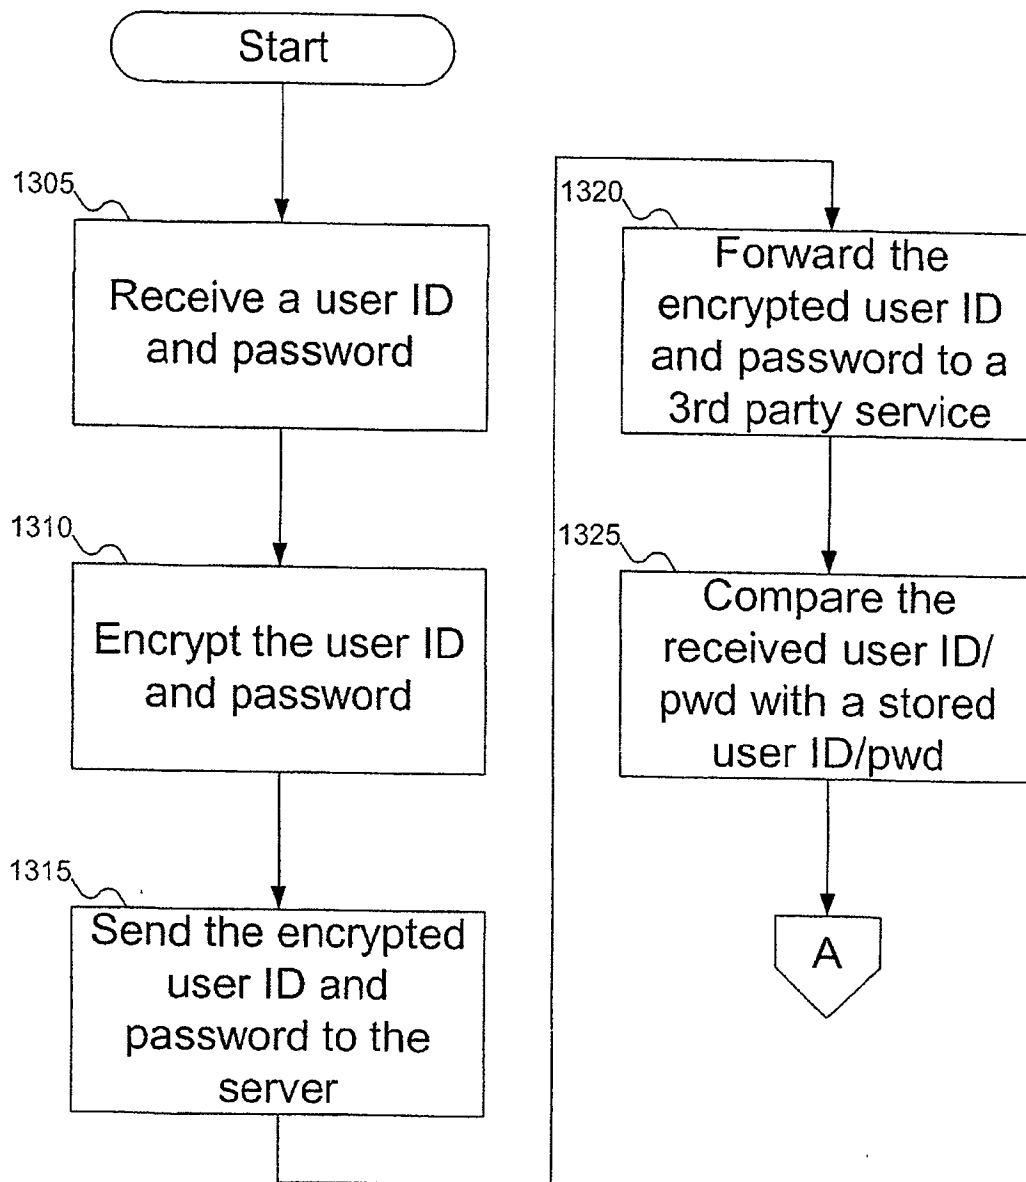 Start
1305
Receive a user ID
and password
1310
Encrypt the user ID
and password
1315
Send the encrypted
user ID and
password to the
server
1320
Forward the
encrypted user ID
and password to a
3rd party service
1325
Compare the
received user ID/
pwd with a stored
user ID/pwd
A